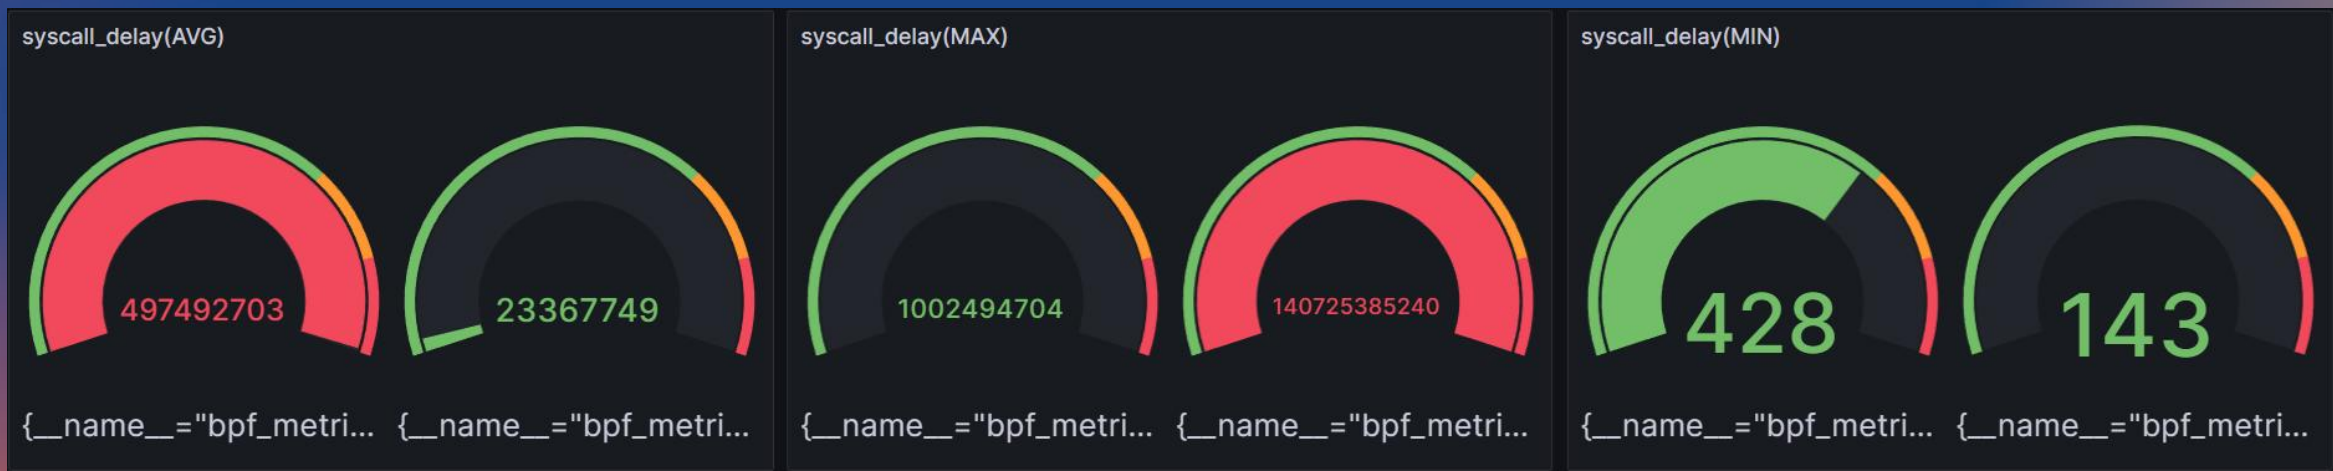 syscall_delay(AVG)
497492703
23367749
{__name__="bpf_metri...
{__name__="bpf_metri...
syscall_delay(MAX)
1002494704
140725385240
{__name__="bpf_metri...
{__name__="bpf_metri...
syscall_delay(MIN)
428
143
{__name__="bpf_metri...
{__name__="bpf_metri...